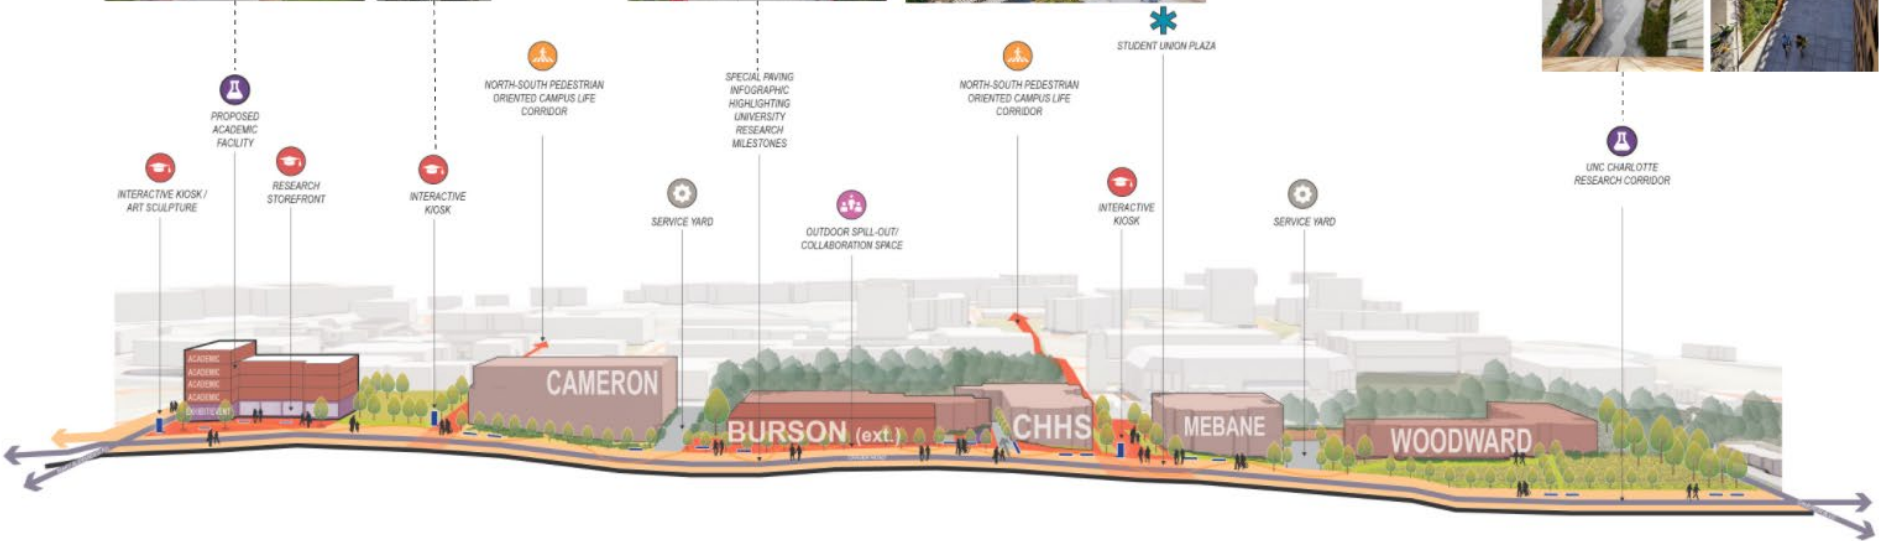 STUDENT UNION PLAZA
NORTH-SOUTH PEDESTRIAN
ORIENTED CAMPUS LIFE
CORRIDOR
SPECIAL PAVING
INFOGRAPHIC
HIGHLIGHTING
UNIVERSITY
RESEARCH
MILESTONES
NORTH-SOUTH PEDESTRIAN
ORIENTED CAMPUS LIFE
CORRIDOR
PROPOSED
ACADEMIC
FACILITY
UNC CHARLOTTE
RESEARCH CORRIDOR
INTERACTIVE KIOSK /
ART SCULPTURE
RESEARCH
STOREFRONT
INTERACTIVE
KIOSK
SERVICE YARD
OUTDOOR SPILL-OUT/
COLLABORATION SPACE
INTERACTIVE
KIOSK
SERVICE YARD
ACADEMIC
ACADEMIC
ACADEMIC
ACADEMIC
EXHIBIT/EVENT
CAMERON
BURSON (ext.)
CHHS
MEBANE
WOODWARD